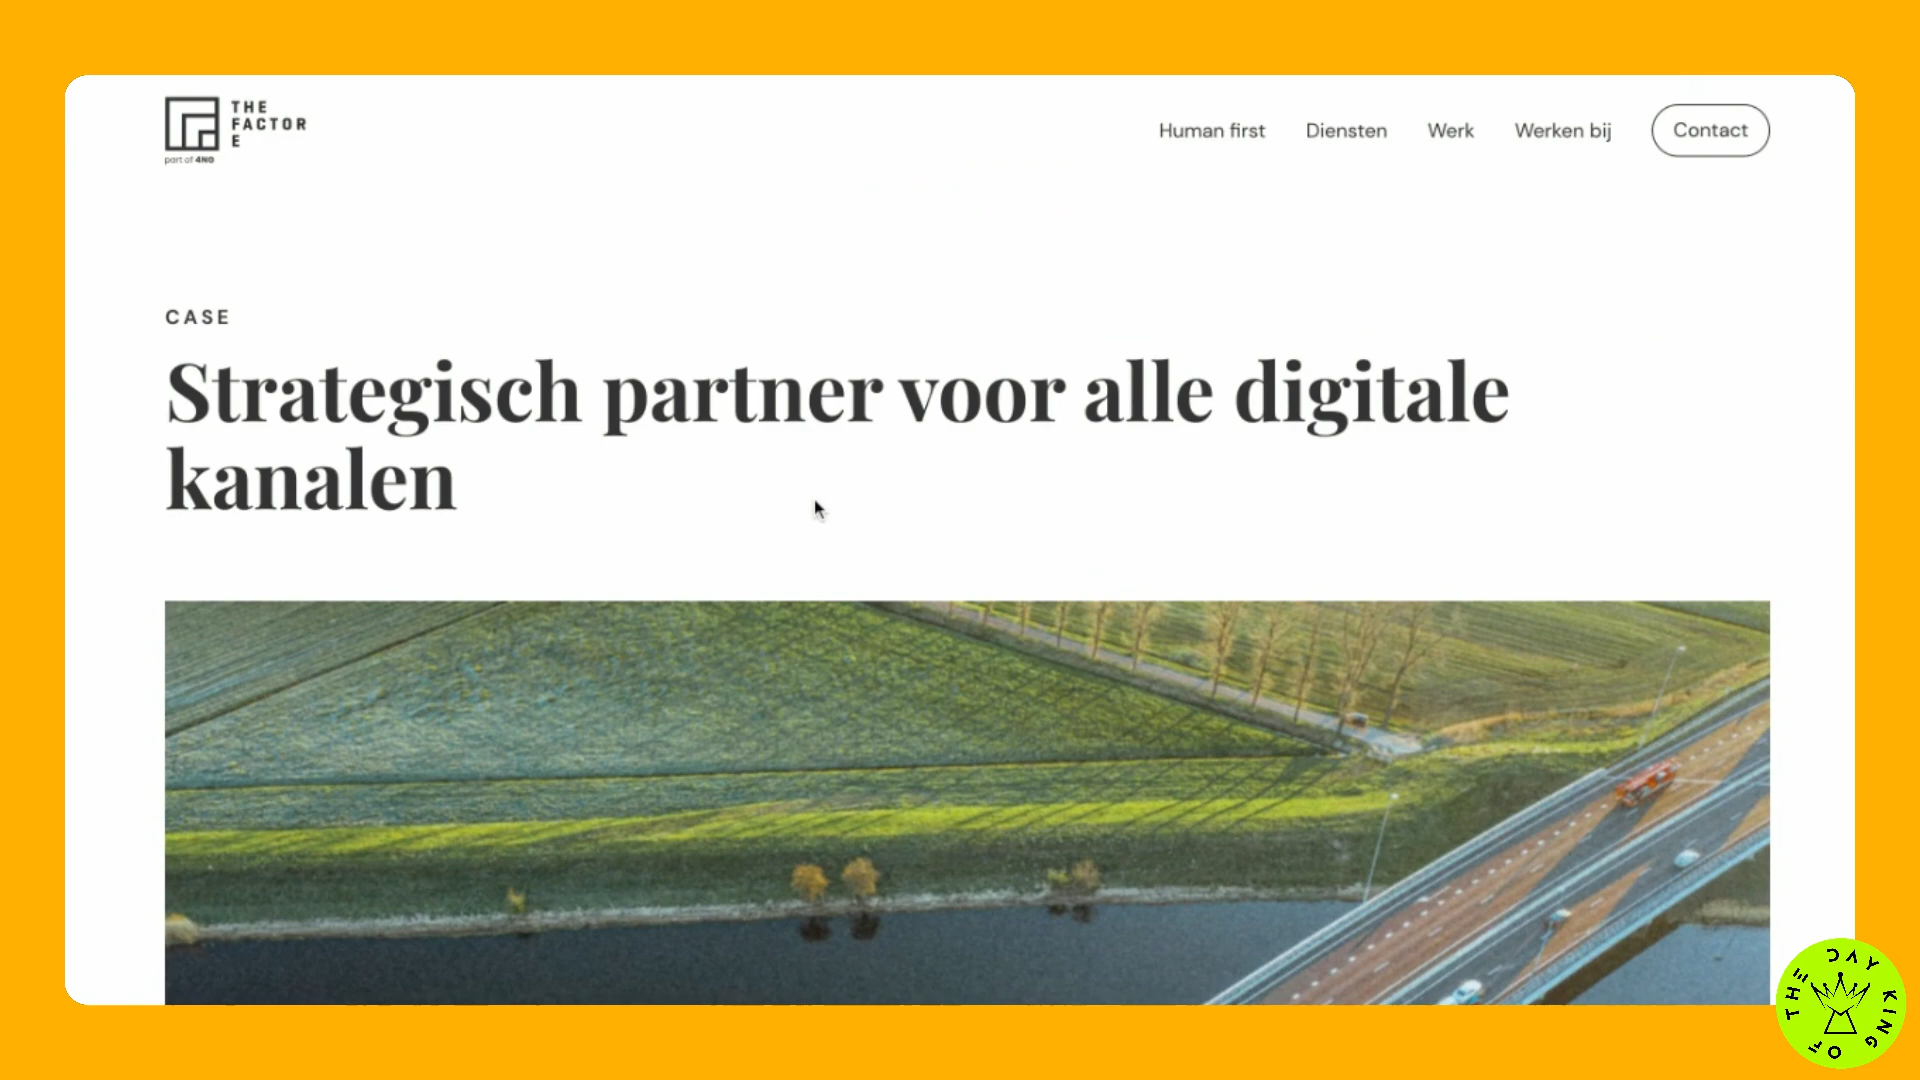 THE
FACTOR
E
part of 4NG
Human first
Diensten
Werk
Werken bij
Contact
CASE
Strategisch partner voor alle digitale
kanalen
THE DAY KING OF